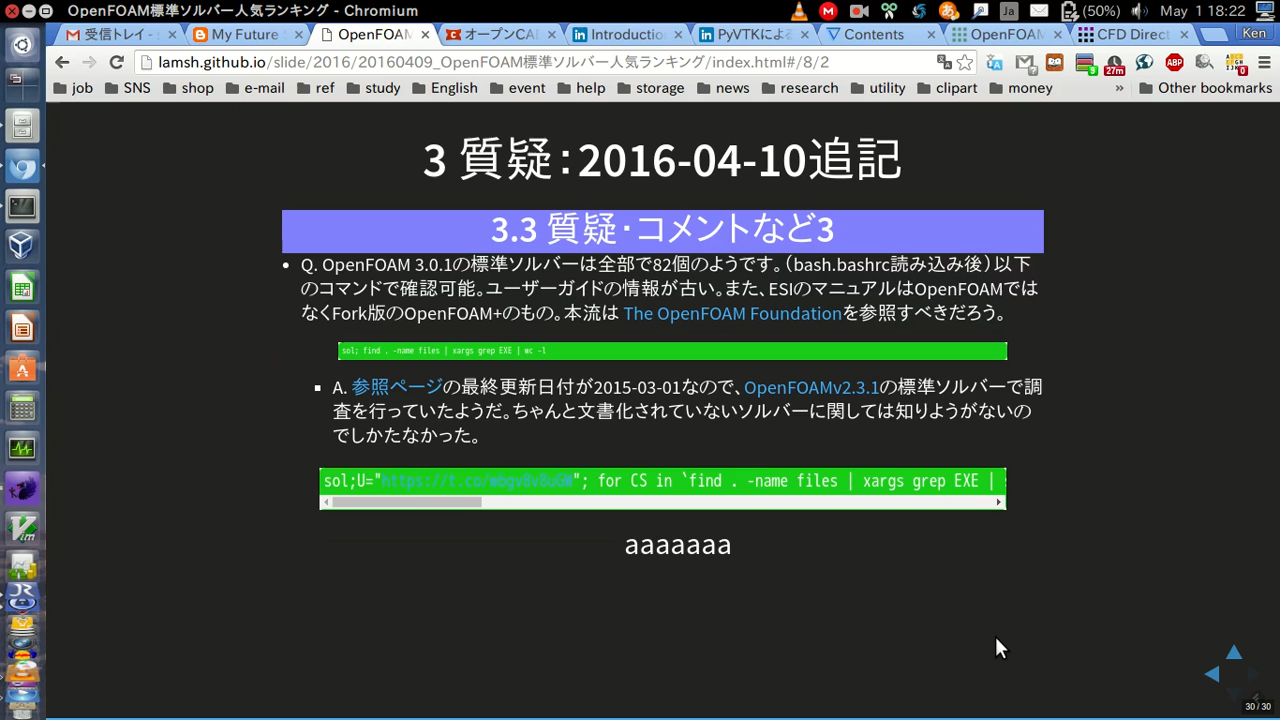 OpenFOAM標準ソルバー人気ランキング - Chromium
Ja (50%) May 1 18:22
受信トレイ - My Future OpenFOAM オープンCA Introduction PyVTKによる Contents OpenFOAM CFD Direct Ken
lamsh.github.io/slide/2016/20160409_OpenFOAM標準ソルバー人気ランキング/index.html#/8/2
job SNS shop e-mail ref study English event help storage news research utility clipart money » Other bookmarks
3 質疑：2016-04-10追記
3.3 質疑・コメントなど3
• Q. OpenFOAM 3.0.1の標準ソルバーは全部で82個のようです。（bash.bashrc読み込み後）以下
のコマンドで確認可能。ユーザーガイドの情報が古い。また、ESIのマニュアルはOpenFOAMでは
なくFork版のOpenFOAM+のもの。本流は The OpenFOAM Foundationを参照すべきだろう。
sol; find . -name files | xargs grep EXE | wc -l
▪ A. 参照ページの最終更新日付が2015-03-01なので、OpenFOAMv2.3.1の標準ソルバーで調
査を行っていたようだ。ちゃんと文書化されていないソルバーに関しては知りようがないの
でしかたなかった。
sol;U="https://t.co/wbgv8v8uGW"; for CS in `find . -name files | xargs grep EXE |
aaaaaaa
30 / 30